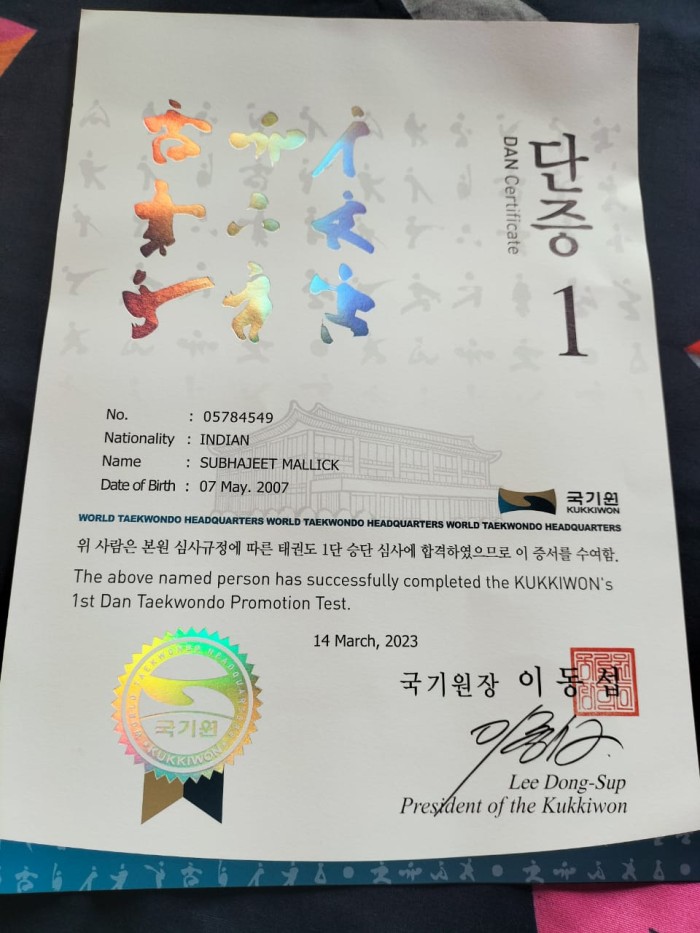 단증
DAN Certificate
1
No. : 05784549
Nationality : INDIAN
Name : SUBHAJEET MALLICK
Date of Birth : 07 May. 2007
국기원
KUKKIWON
WORLD TAEKWONDO HEADQUARTERS WORLD TAEKWONDO HEADQUARTERS WORLD TAEKWONDO HEADQUARTERS
위 사람은 본원 심사규정에 따른 태권도 1단 승단 심사에 합격하였으므로 이 증서를 수여함.
The above named person has successfully completed the KUKKIWON's
1st Dan Taekwondo Promotion Test.
14 March, 2023
국기원장 이동섭
Lee Dong-Sup
President of the Kukkiwon
WORLD TAEKWONDO HEADQUARTERS
국기원
KUKKIWON